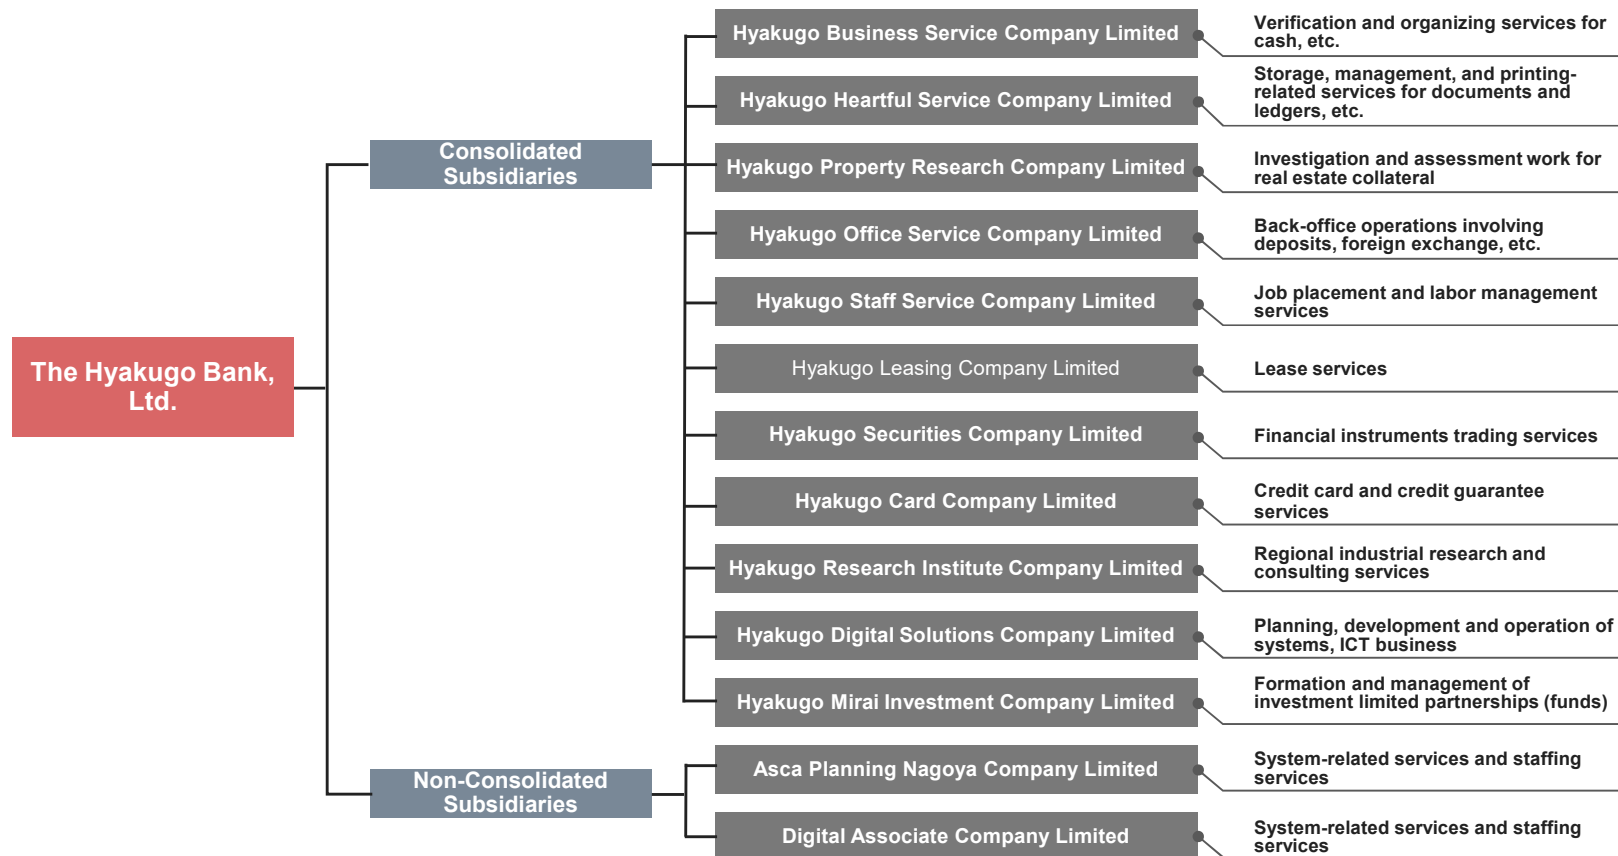 The Hyakugo Bank,
Ltd.
Consolidated
Subsidiaries
Hyakugo Business Service Company Limited
Verification and organizing services for
cash, etc.
Hyakugo Heartful Service Company Limited
Storage, management, and printing-
related services for documents and
ledgers, etc.
Hyakugo Property Research Company Limited
Investigation and assessment work for
real estate collateral
Hyakugo Office Service Company Limited
Back-office operations involving
deposits, foreign exchange, etc.
Hyakugo Staff Service Company Limited
Job placement and labor management
services
Hyakugo Leasing Company Limited
Lease services
Hyakugo Securities Company Limited
Financial instruments trading services
Hyakugo Card Company Limited
Credit card and credit guarantee
services
Hyakugo Research Institute Company Limited
Regional industrial research and
consulting services
Hyakugo Digital Solutions Company Limited
Planning, development and operation of
systems, ICT business
Hyakugo Mirai Investment Company Limited
Formation and management of
investment limited partnerships (funds)
Non-Consolidated
Subsidiaries
Asca Planning Nagoya Company Limited
System-related services and staffing
services
Digital Associate Company Limited
System-related services and staffing
services